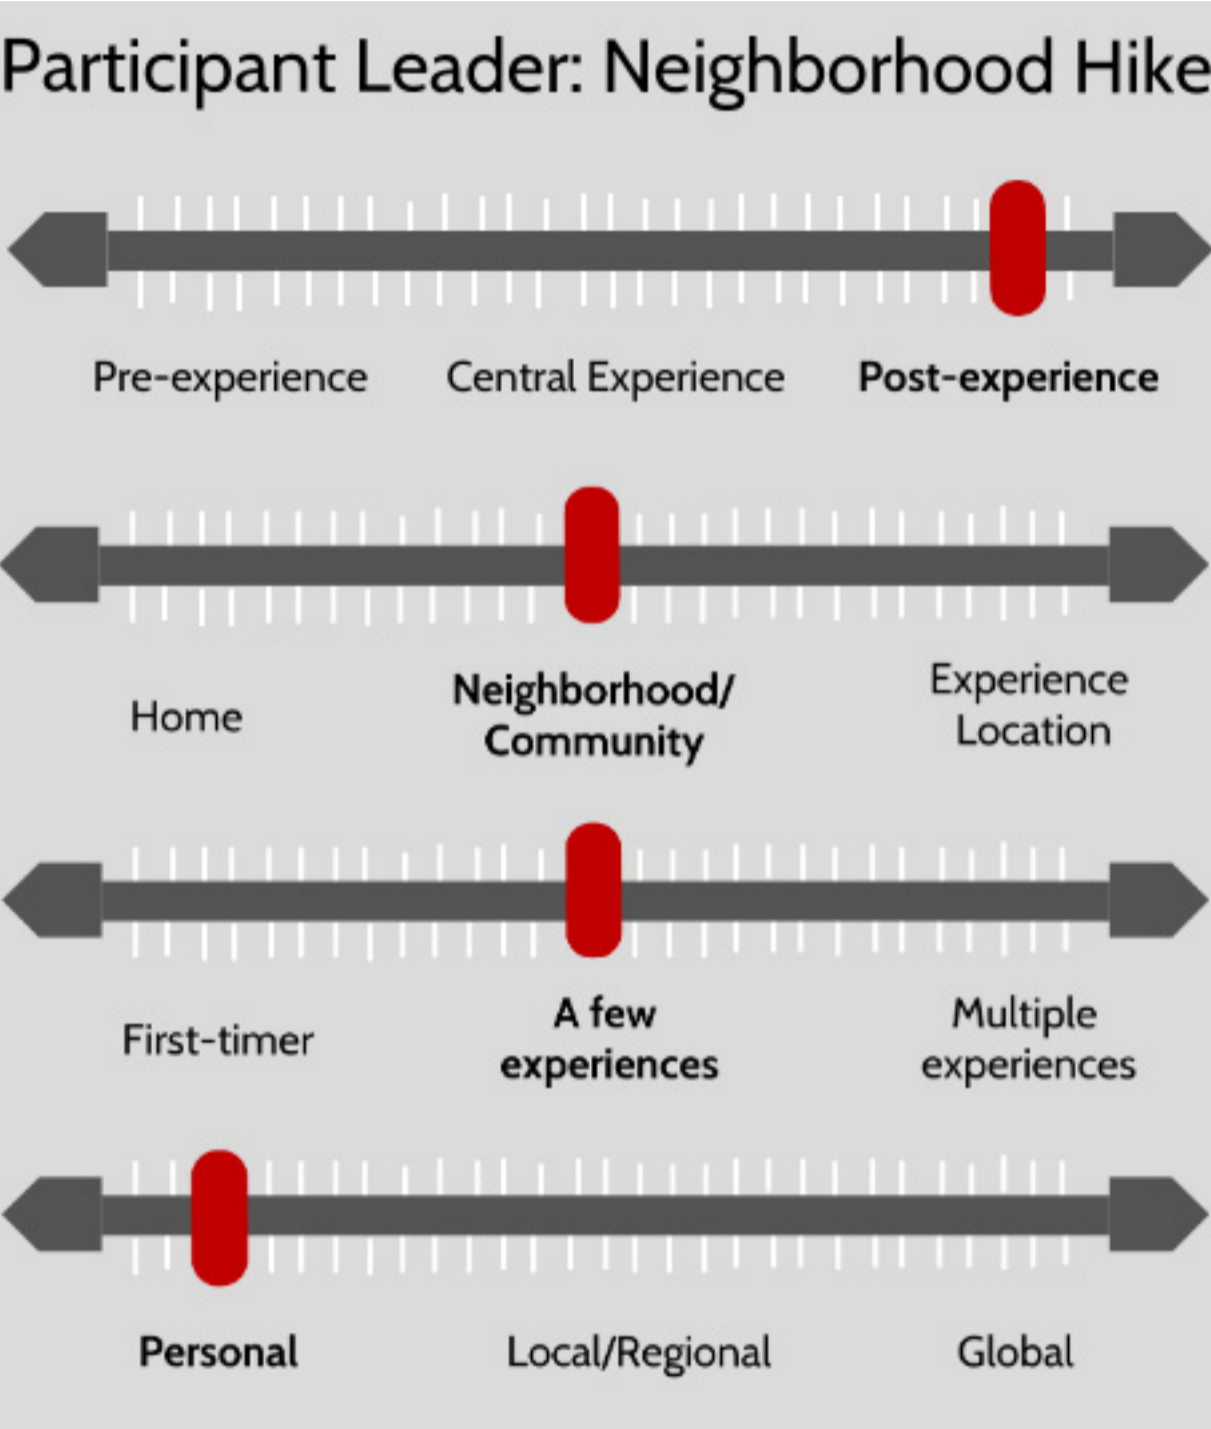 Participant Leader: Neighborhood Hike
Pre-experience Central Experience Post-experience
Home Neighborhood/ Community Experience Location
First-timer A few experiences Multiple experiences
Personal Local/Regional Global